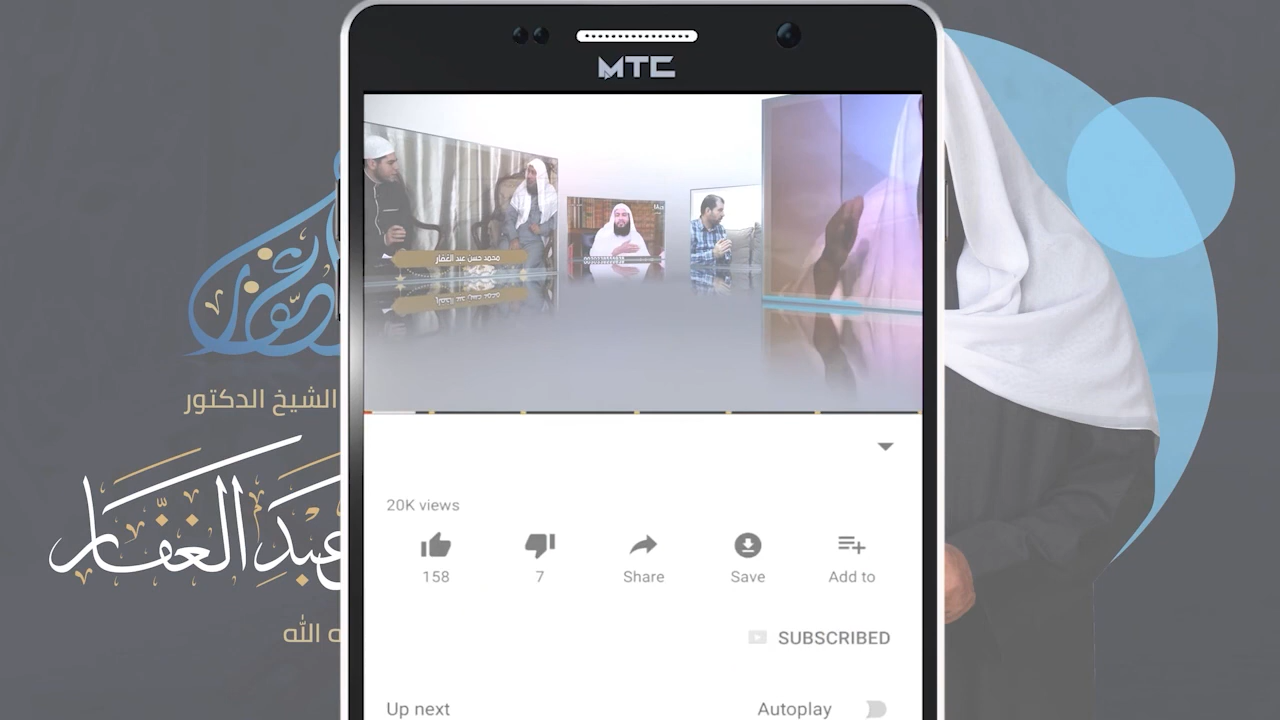 MTC
محمد حسن عبد الغفار
الشيخ الدكتور
عبد الغفار
ه الله
20K views
158
7
Share
Save
Add to
SUBSCRIBED
Up next
Autoplay